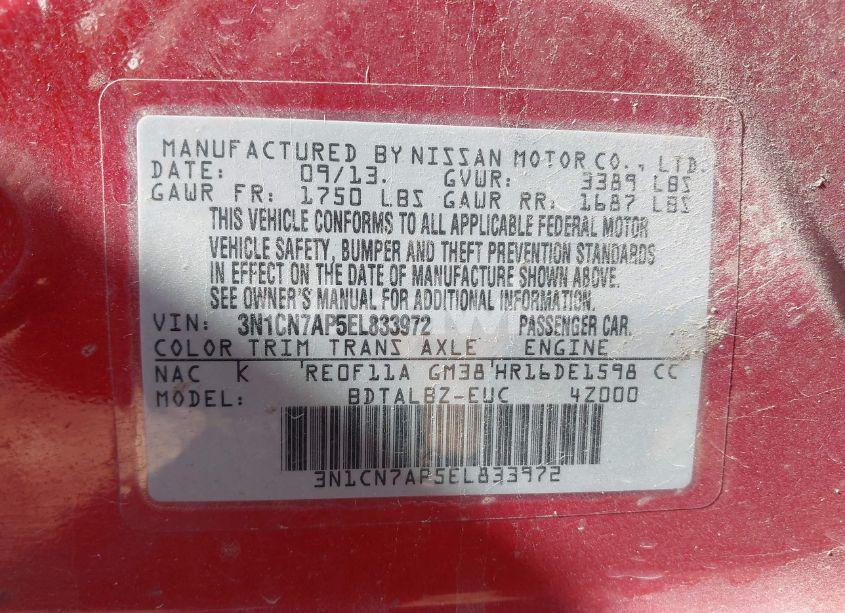 MANUFACTURED BY NISSAN MOTOR CO., LTD.
DATE: 09/13. GVWR: 3389 LBS
GAWR FR: 1750 LBS GAWR RR: 1687 LBS
THIS VEHICLE CONFORMS TO ALL APPLICABLE FEDERAL MOTOR
VEHICLE SAFETY, BUMPER AND THEFT PREVENTION STANDARDS
IN EFFECT ON THE DATE OF MANUFACTURE SHOWN ABOVE.
SEE OWNER'S MANUAL FOR ADDITIONAL INFORMATION.
VIN: 3N1CN7AP5EL833972 PASSENGER CAR.
COLOR TRIM TRANS AXLE ENGINE
NAC K 'RE0F11A GM38'HR16DE1598 CC
MODEL: BDTALBZ-EUC 4Z000
3N1CN7AP5EL833972